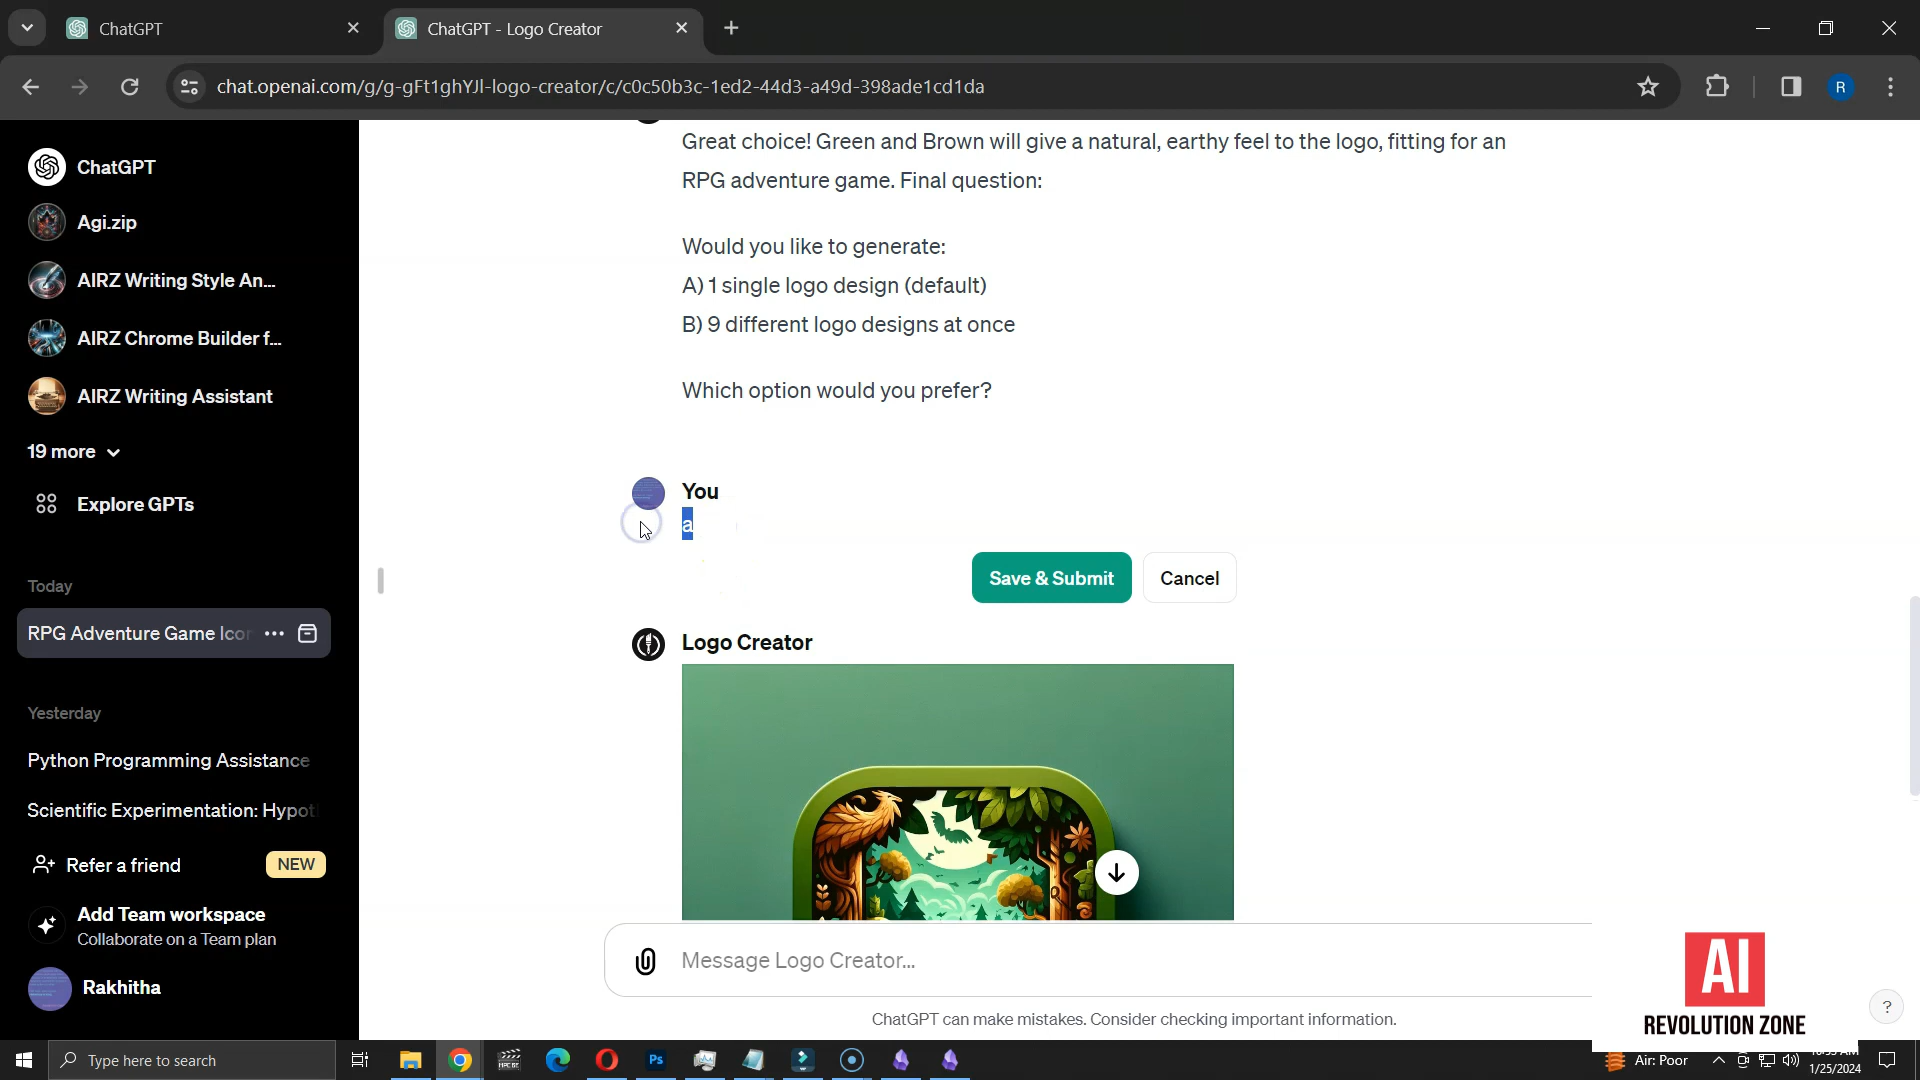 ChatGPT
ChatGPT - Logo Creator
chat.openai.com/g/g-gFt1ghYJl-logo-creator/c/c0c50b3c-1ed2-44d3-a49d-398ade1cd1da
R
ChatGPT
Agi.zip
AIRZ Writing Style An...
AIRZ Chrome Builder f...
AIRZ Writing Assistant
19 more
Explore GPTs
Today
RPG Adventure Game Icon
Yesterday
Python Programming Assistance
Scientific Experimentation: Hypot
Refer a friend
NEW
Add Team workspace
Collaborate on a Team plan
Rakhitha
Great choice! Green and Brown will give a natural, earthy feel to the logo, fitting for an
RPG adventure game. Final question:
Would you like to generate:
A) 1 single logo design (default)
B) 9 different logo designs at once
Which option would you prefer?
You
a
Save & Submit
Cancel
Logo Creator
Message Logo Creator...
ChatGPT can make mistakes. Consider checking important information.
AI
REVOLUTION ZONE
?
Type here to search
Ps
Air: Poor
1/25/2024